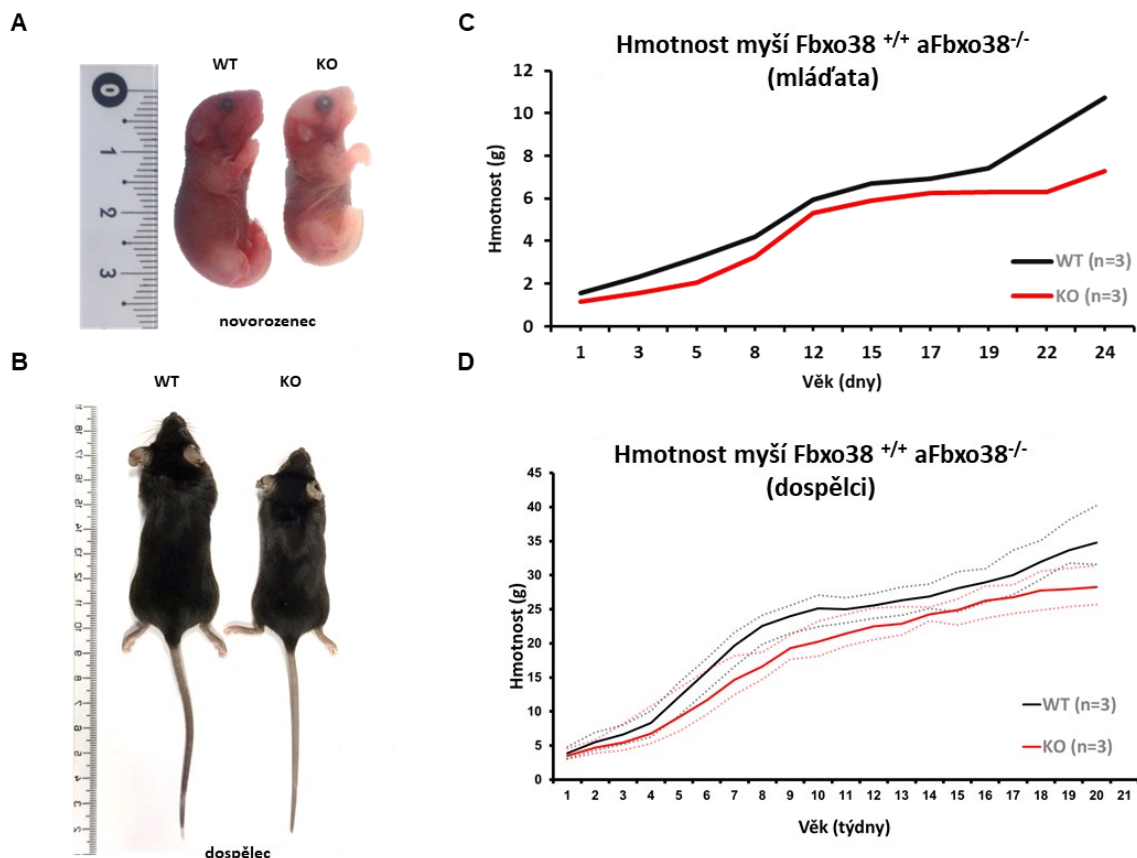 A
WT
KO
0
1
2
3
novorozenec
B
WT
KO
dospělec
C
Hmotnost myší Fbxo38 +/+ aFbxo38-/-
(mláďata)
Hmotnost (g)
12
10
8
6
4
2
0
1 3 5 8 12 15 17 19 22 24
Věk (dny)
WT (n=3)
KO (n=3)
D
Hmotnost myší Fbxo38 +/+ aFbxo38-/-
(dospělci)
Hmotnost (g)
45
40
35
30
25
20
15
10
5
0
1 2 3 4 5 6 7 8 9 10 11 12 13 14 15 16 17 18 19 20 21
Věk (týdny)
WT (n=3)
KO (n=3)